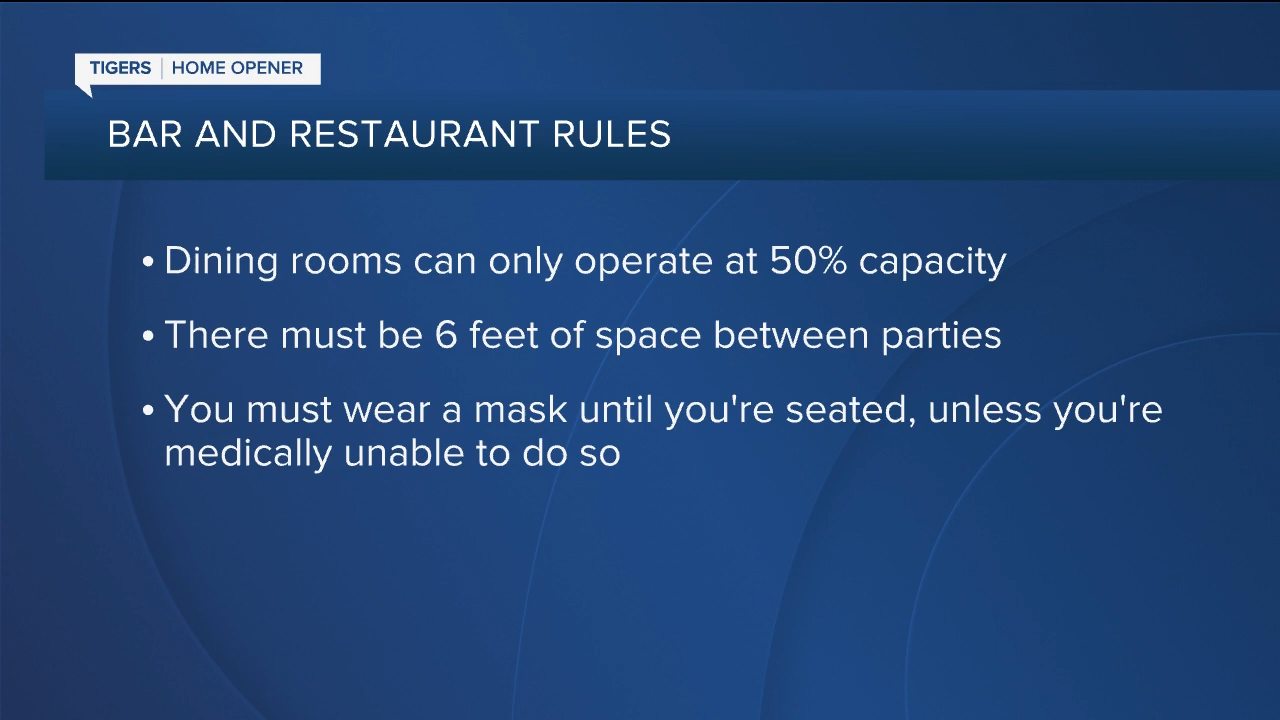 TIGERS | HOME OPENER
BAR AND RESTAURANT RULES
• Dining rooms can only operate at 50% capacity
• There must be 6 feet of space between parties
• You must wear a mask until you're seated, unless you're
medically unable to do so